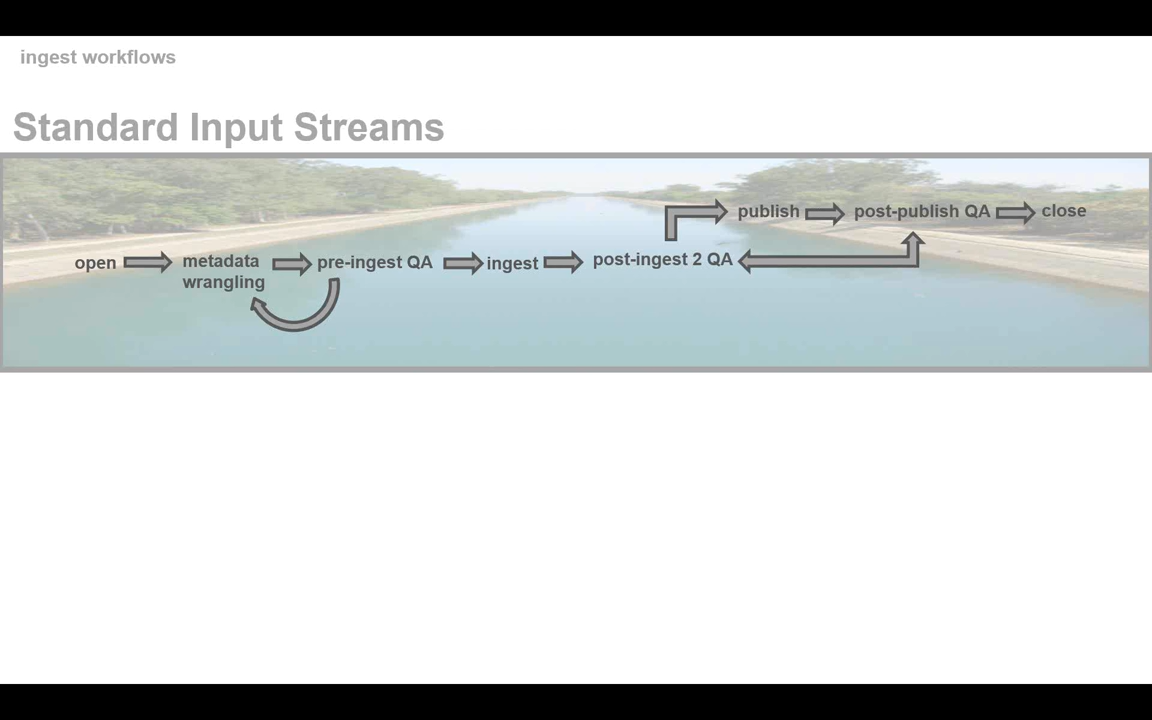 ingest workflows
Standard Input Streams
open
metadata
wrangling
pre-ingest QA
ingest
post-ingest 2 QA
publish
post-publish QA
close